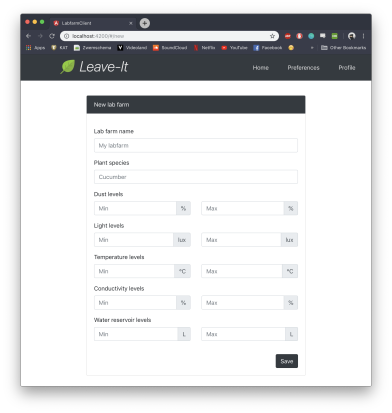 LabfarmClient
localhost:4200/#/new
Apps KAT Zwemschema Videoland SoundCloud Netflix YouTube Facebook » Other Bookmarks
Leave-It Home Preferences Profile
New lab farm
Lab farm name
My labfarm
Plant species
Cucumber
Dust levels
Min % Max %
Light levels
Min lux Max lux
Temperature levels
Min °C Max °C
Conductivity levels
Min % Max %
Water reservoir levels
Min L Max L
Save